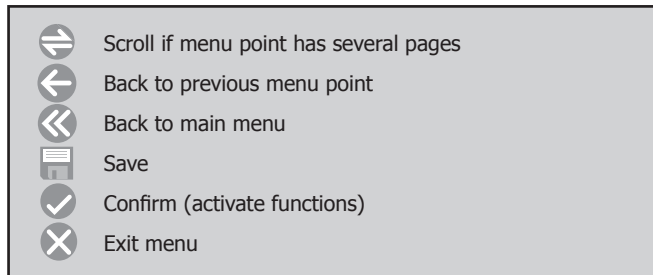 Scroll if menu point has several pages
Back to previous menu point
Back to main menu
Save
Confirm (activate functions)
Exit menu